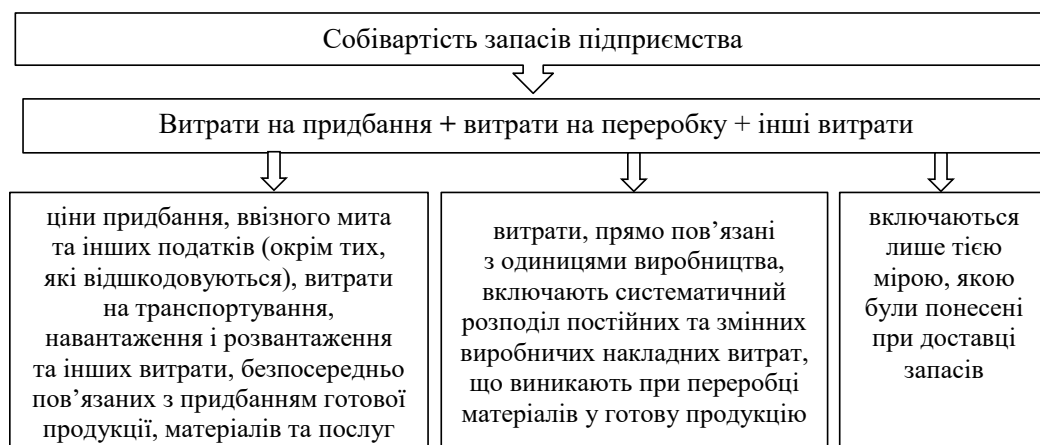 Собівартість запасів підприємства
Витрати на придбання + витрати на переробку + інші витрати
ціни придбання, ввізного мита
та інших податків (окрім тих,
які відшкодовуються), витрати
на транспортування,
навантаження і розвантаження
та інших витрати, безпосередньо
пов’язаних з придбанням готової
продукції, матеріалів та послуг
витрати, прямо пов’язані
з одиницями виробництва,
включають систематичний
розподіл постійних та змінних
виробничих накладних витрат,
що виникають при переробці
матеріалів у готову продукцію
включаються
лише тією
мірою, якою
були понесені
при доставці
запасів